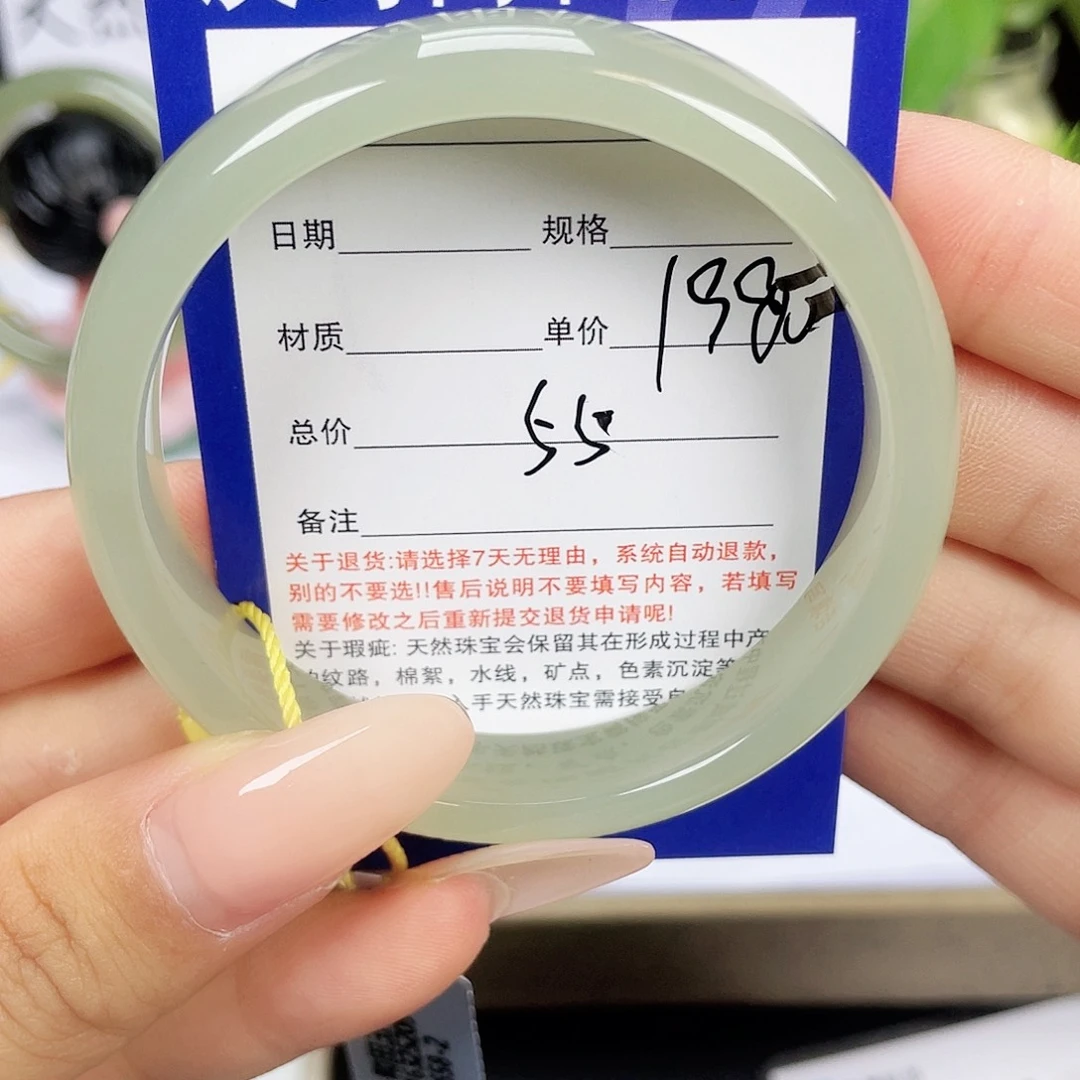 日期 规格
材质 单价 1980
总价 55
备注
关于退货:请选择7天无理由，系统自动退款，
别的不要选!!售后说明不要填写内容，若填写
需要修改之后重新提交退货申请呢!
关于瑕疵: 天然珠宝会保留其在形成过程中产
纹路，棉絮，水线，矿点，色素沉淀等
入手天然珠宝需接受自